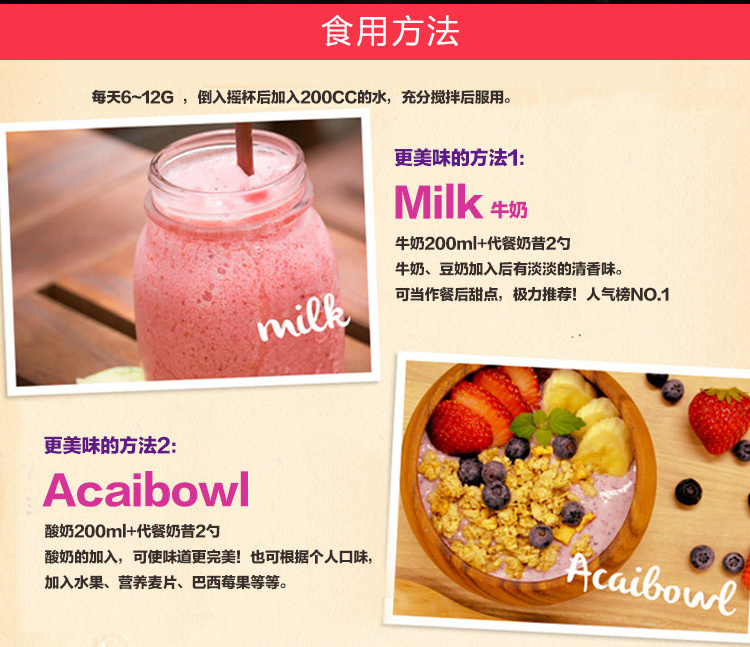 食用方法
每天6~12G ，倒入摇杯后加入200CC的水，充分搅拌后服用。
更美味的方法1:
Milk 牛奶
牛奶200ml+代餐奶昔2勺
牛奶、豆奶加入后有淡淡的清香味。
可当作餐后甜点，极力推荐！人气榜NO.1
milk
更美味的方法2:
Acaibowl
酸奶200ml+代餐奶昔2勺
酸奶的加入，可使味道更完美！也可根据个人口味，
加入水果、营养麦片、巴西莓果等等。
Acaibowl